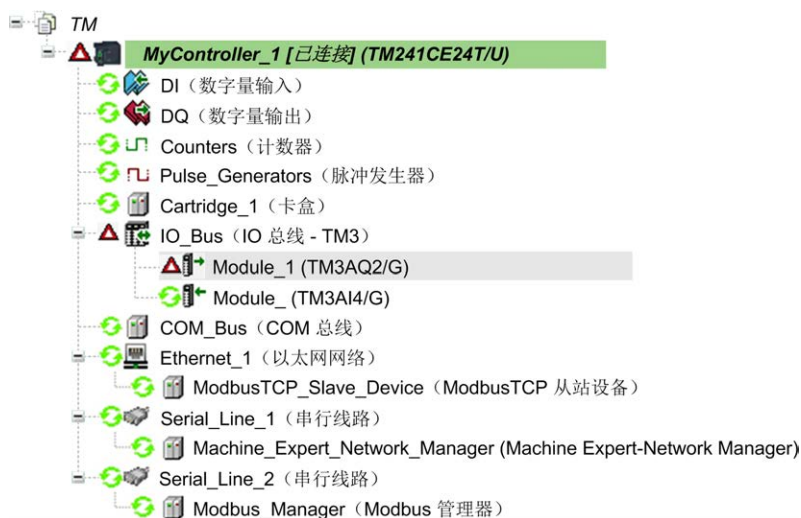 TM
MyController_1 [已连接] (TM241CE24T/U)
DI（数字量输入）
DQ（数字量输出）
Counters（计数器）
Pulse_Generators（脉冲发生器）
Cartridge_1（卡盒）
IO_Bus（IO 总线 - TM3）
Module_1 (TM3AQ2/G)
Module_ (TM3AI4/G)
COM_Bus（COM 总线）
Ethernet_1（以太网网络）
ModbusTCP_Slave_Device（ModbusTCP 从站设备）
Serial_Line_1（串行线路）
Machine_Expert_Network_Manager (Machine Expert-Network Manager)
Serial_Line_2（串行线路）
Modbus_Manager（Modbus 管理器）